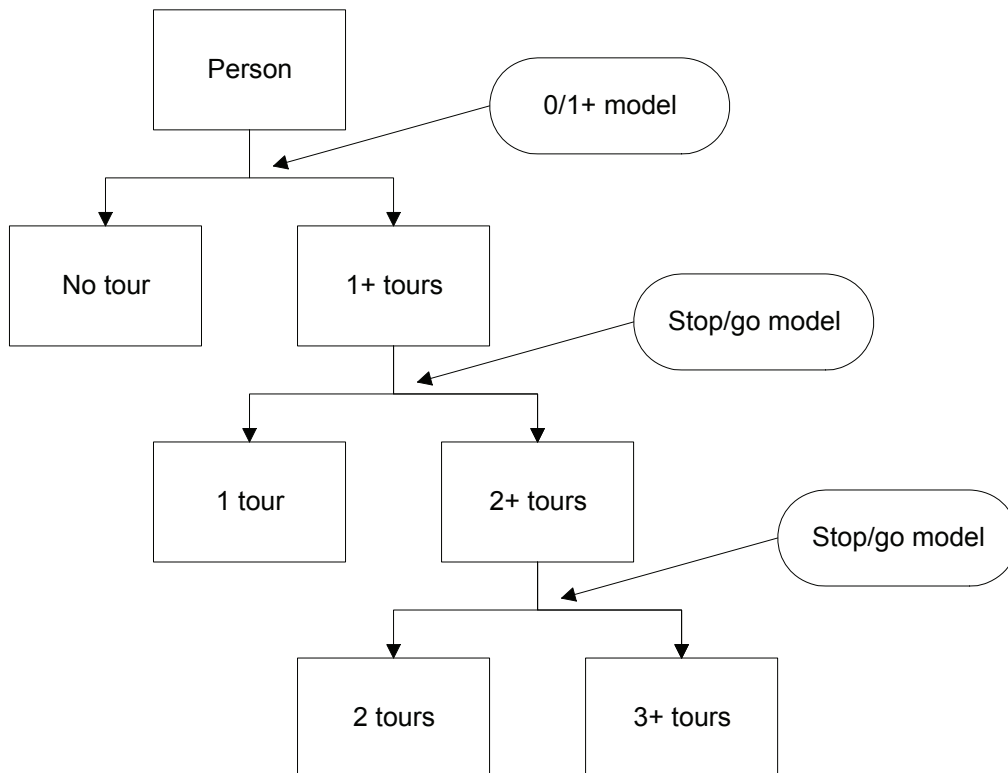 Person
0/1+ model
No tour
1+ tours
Stop/go model
1 tour
2+ tours
Stop/go model
2 tours
3+ tours